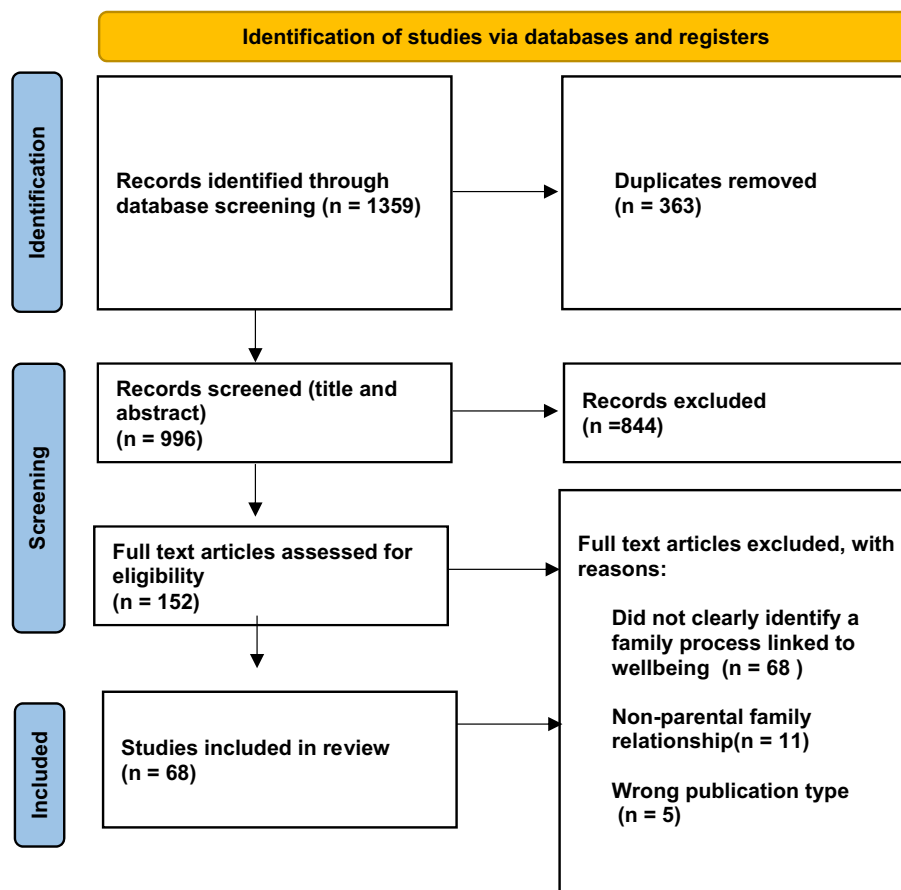 Identification of studies via databases and registers
Identification
Records identified through
database screening (n = 1359)
Duplicates removed
(n = 363)
Screening
Records screened (title and
abstract)
(n = 996)
Records excluded
(n =844)
Full text articles assessed for
eligibility
(n = 152)
Full text articles excluded, with
reasons:
Did not clearly identify a
family process linked to
wellbeing (n = 68 )
Non-parental family
relationship(n = 11)
Wrong publication type
(n = 5)
Included
Studies included in review
(n = 68)